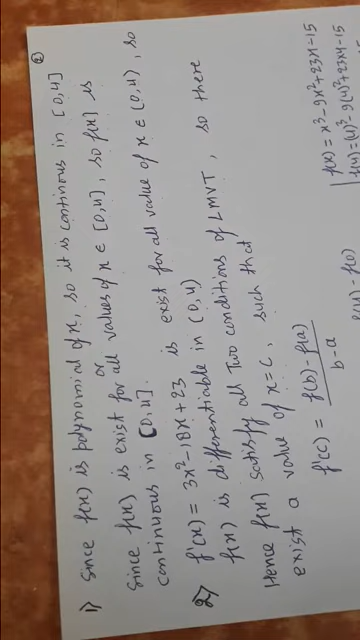 ②
1) Since f(x) is polynomial of x, so it is continous in [0,4]
or
Since f(x) is exist for all values of x ∈ [0,4], so f(x) is
continuous in [0,4].
2) f'(x) = 3x²-18x+23 is exist for all value of x ∈ (0,4), so
f(x) is differentiable in (0,4)
Hence f(x) satisfy all two conditions of LMVT, so there
exist a value of x=c, such that
f'(c) = f(b)-f(a)
b-a
f(x) = x³-9x²+23x-15
f(4) = (4)³-9(4)²+23×4-15